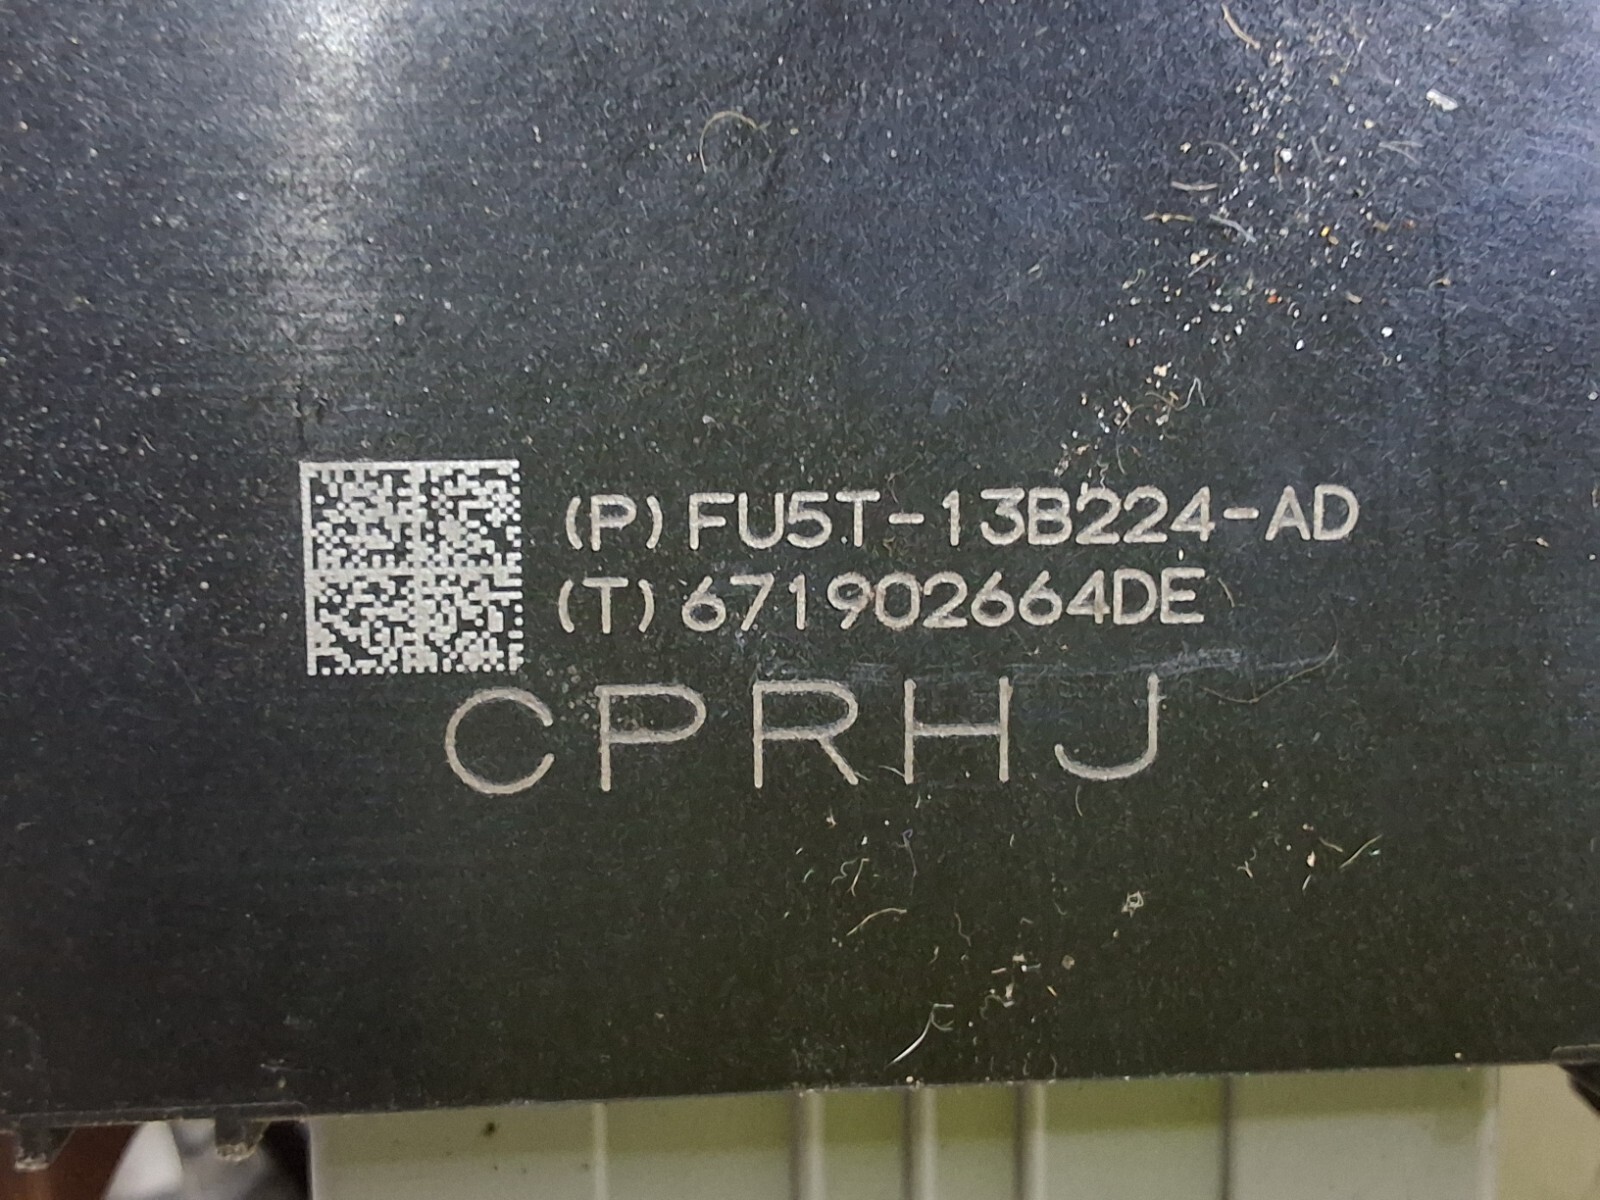 (P)FU5T-13B224-AD
(T)671902664DE
CPRHJ